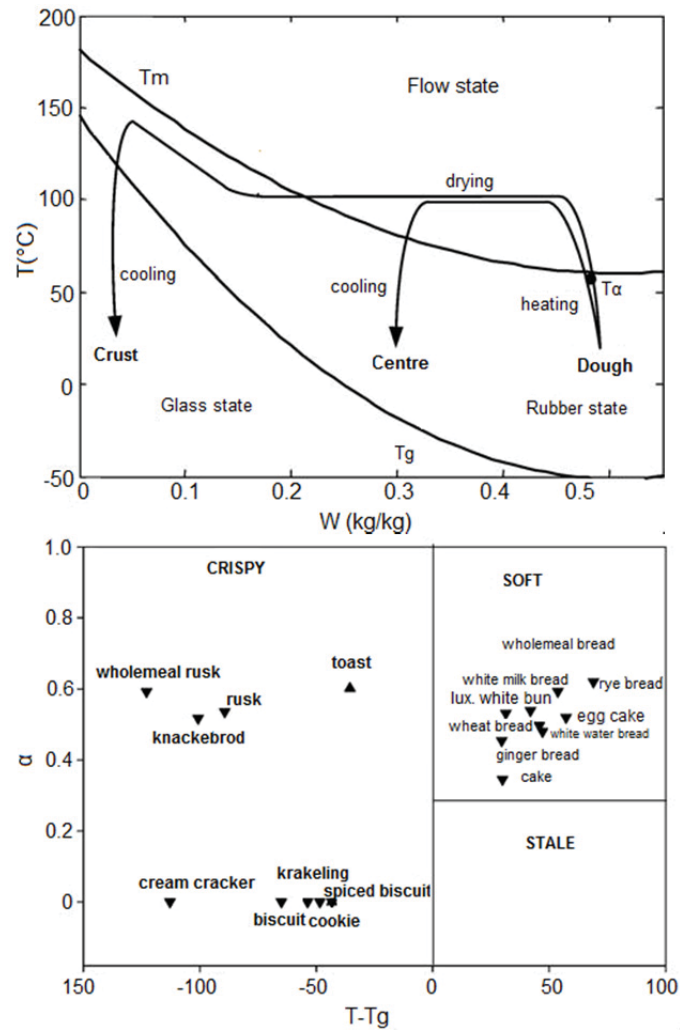 200
150
100
50
0
-50
T(°C)
Tm
Flow state
drying
cooling
cooling
heating
Tα
Crust
Centre
Dough
Glass state
Rubber state
Tg
0
0.1
0.2
0.3
0.4
0.5
W (kg/kg)
1.0
0.8
0.6
0.4
0.2
0
α
CRISPY
SOFT
wholemeal bread
toast
wholemeal rusk
white milk bread
rye bread
rusk
lux. white bun
knackebrod
wheat bread
egg cake
white water bread
ginger bread
cake
STALE
krakeling
cream cracker
spiced biscuit
biscuit
cookie
150
-100
-50
0
50
100
T-Tg